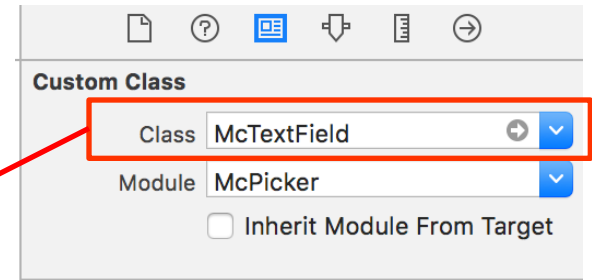 Custom Class
Class McTextField
Module McPicker
Inherit Module From Target